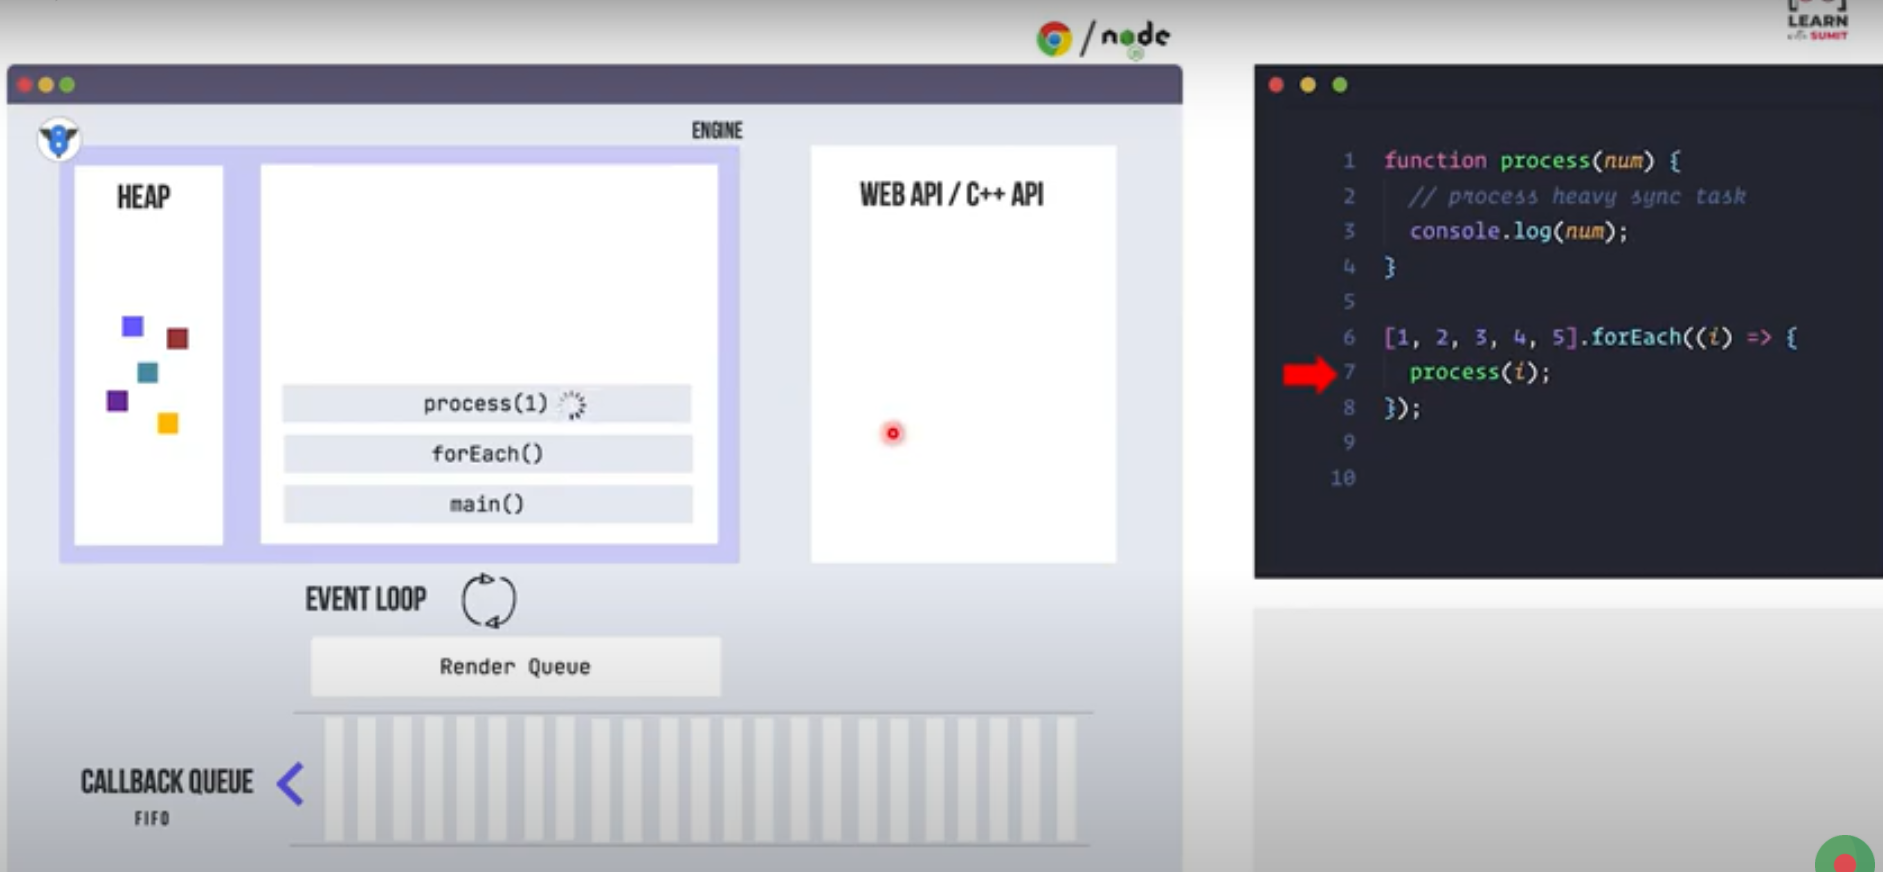 node
LEARN
SUMIT
ENGINE
HEAP
process(1)
forEach()
main()
WEB API / C++ API
EVENT LOOP
Render Queue
CALLBACK QUEUE
FIFO
1 function process(num) {
2 // process heavy sync task
3 console.log(num);
4 }
5
6 [1, 2, 3, 4, 5].forEach((i) => {
7 process(i);
8 });
9
10